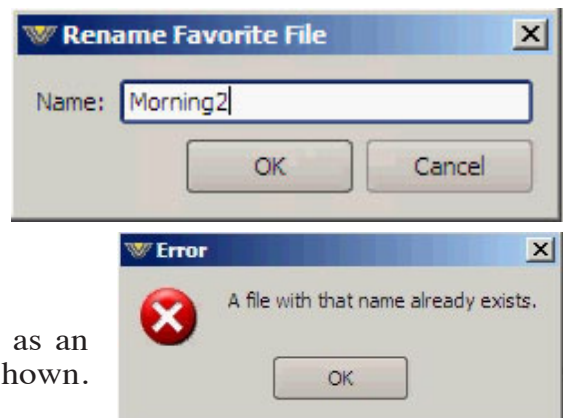 Rename Favorite File
Name: Morning2
OK Cancel
Error
A file with that name already exists.
as an
hown.
OK